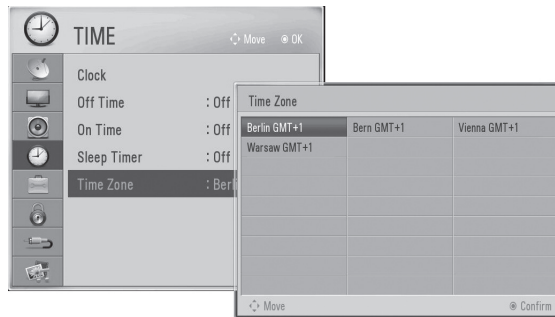 TIME
Move OK
Clock
Off Time : Off
On Time : Off
Sleep Timer : Off
Time Zone : Berl
Time Zone
Berlin GMT+1 Bern GMT+1 Vienna GMT+1
Warsaw GMT+1
Move Confirm